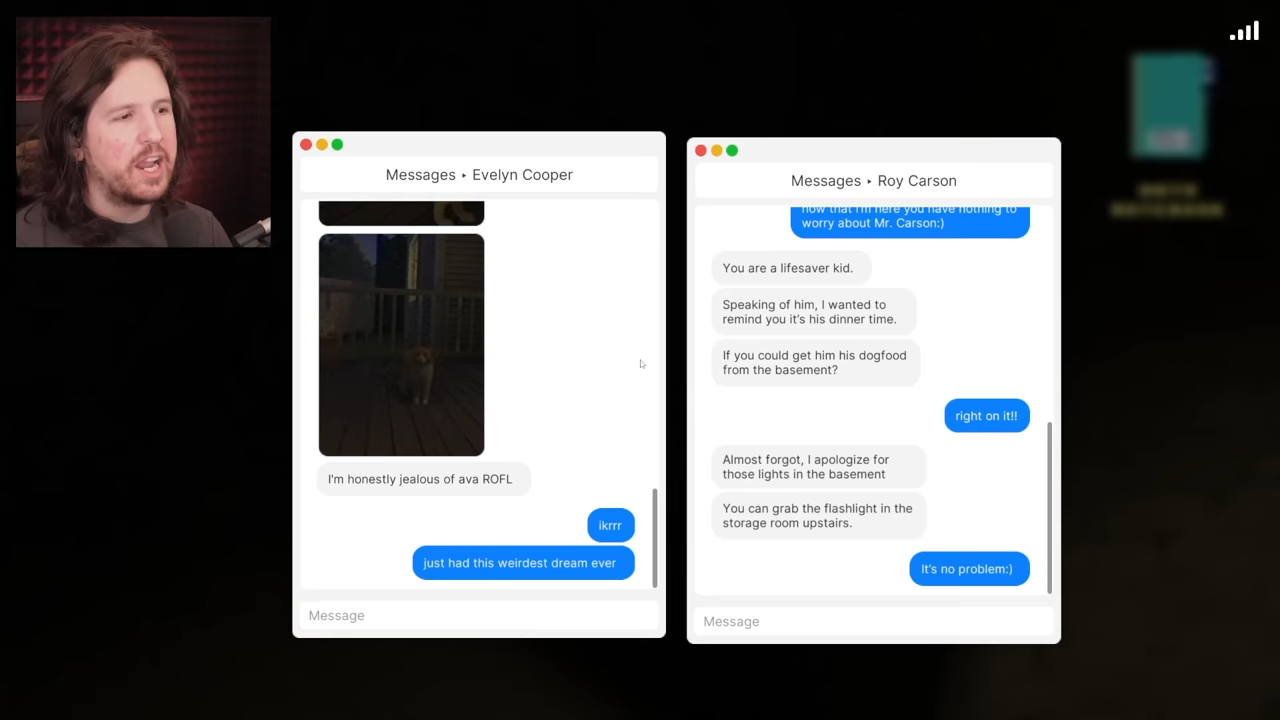 Messages ▸ Evelyn Cooper
I'm honestly jealous of ava ROFL
ikrrr
just had this weirdest dream ever
Message
Messages ▸ Roy Carson
now that I'm here you have nothing to
worry about Mr. Carson:)
You are a lifesaver kid.
Speaking of him, I wanted to
remind you it's his dinner time.
If you could get him his dogfood
from the basement?
right on it!!
Almost forgot, I apologize for
those lights in the basement
You can grab the flashlight in the
storage room upstairs.
It's no problem:)
Message